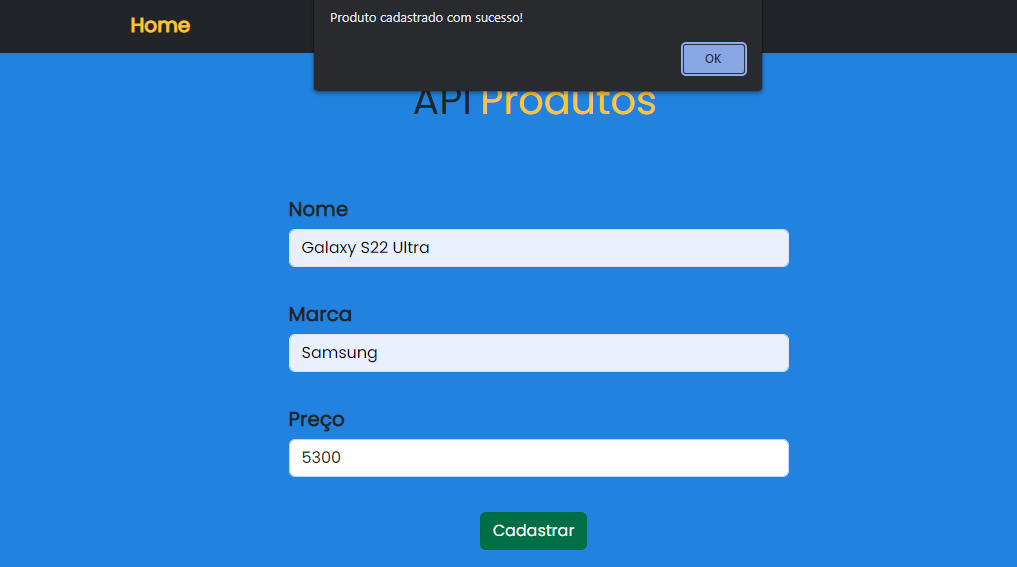 Home
Produto cadastrado com sucesso!
OK
API Produtos
Nome
Galaxy S22 Ultra
Marca
Samsung
Preço
5300
Cadastrar